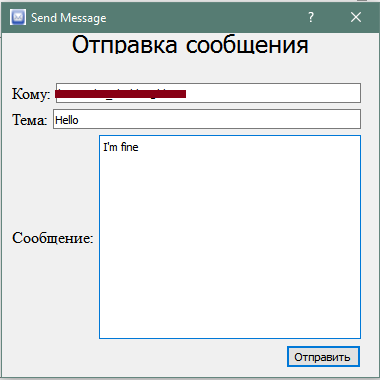 Send Message
Отправка сообщения
Кому:
Тема: Hello
I'm fine
Сообщение:
Отправить